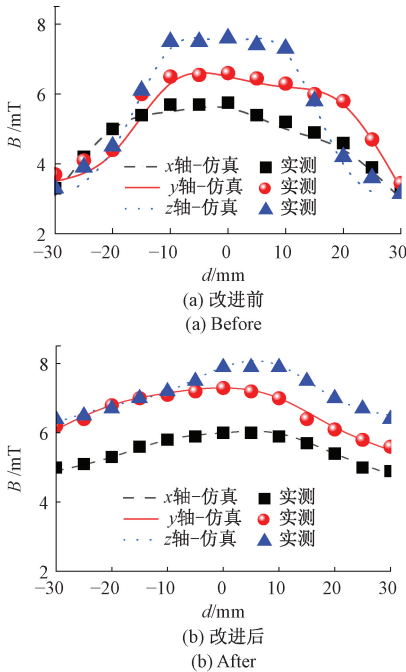 8
6
4
2
B /mT
x轴-仿真 实测
y轴-仿真 实测
z轴-仿真 实测
-30 -20 -10 0 10 20 30
d/mm
(a) 改进前
(a) Before
8
6
4
2
B /mT
x轴-仿真 实测
y轴-仿真 实测
z轴-仿真 实测
-30 -20 -10 0 10 20 30
d/mm
(b) 改进后
(b) After